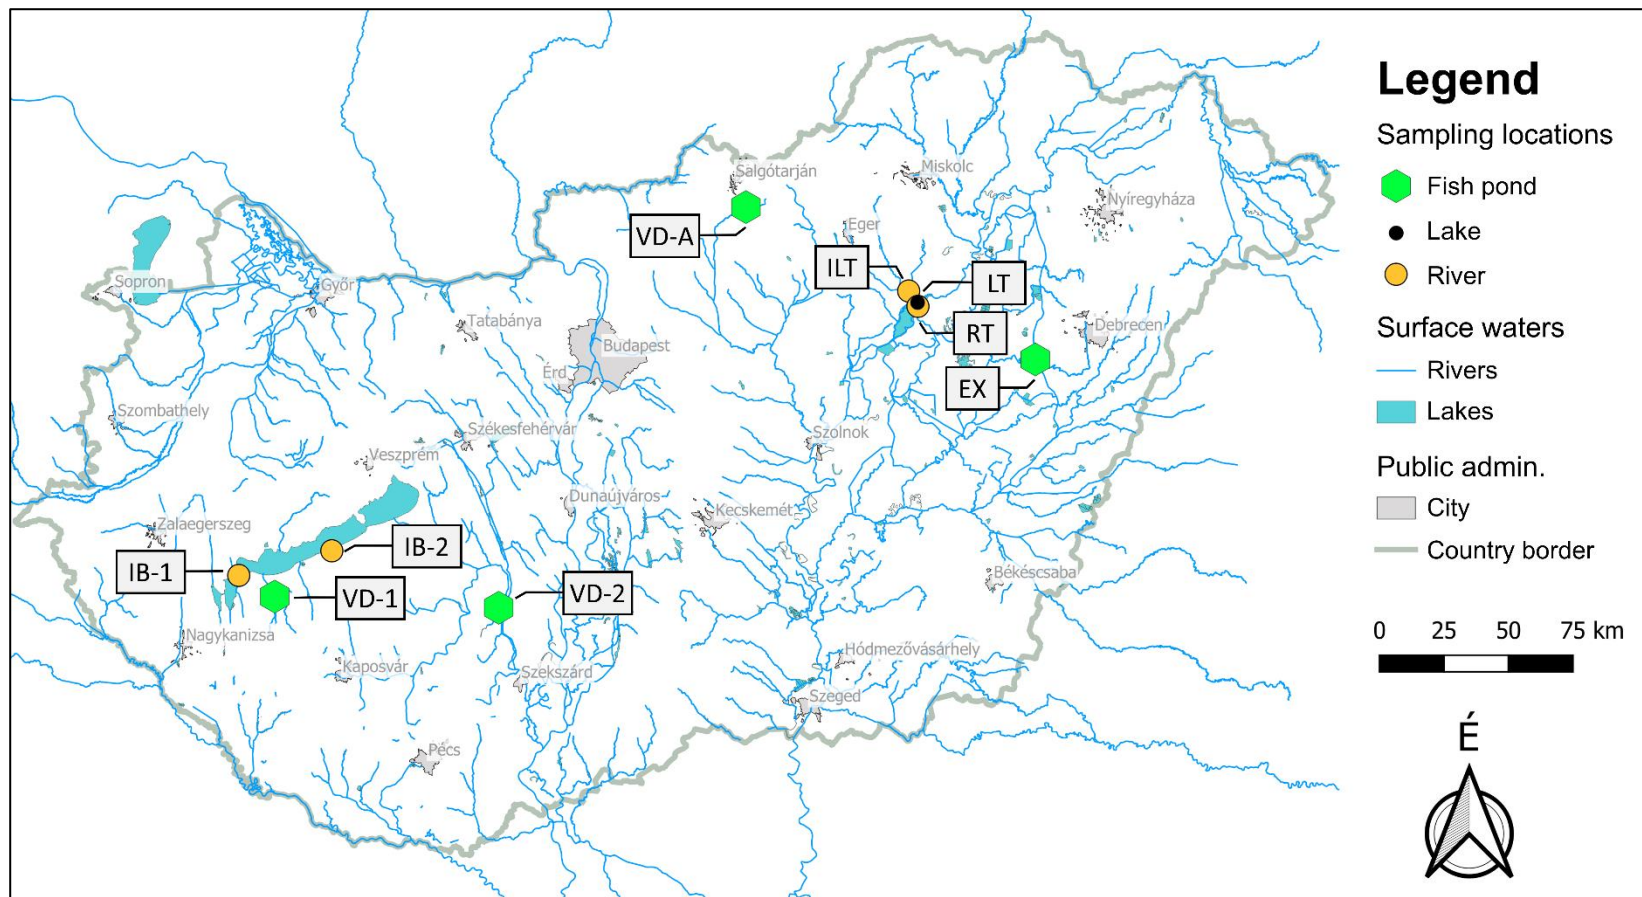 Legend
Sampling locations
Fish pond
Lake
River
Surface waters
Rivers
Lakes
Public admin.
City
Country border
0 25 50 75 km
É
Salgótarján
Miskolc
Nyíregyháza
VD-A
Eger
ILT
LT
Sopron
Győr
Tatabánya
RT
Debrecen
Budapest
Érd
EX
Szombathely
Székesfehérvár
Szolnok
Veszprém
Dunaújváros
Kecskemét
Zalaegerszeg
IB-2
IB-1
VD-1
VD-2
Békéscsaba
Nagykanizsa
Kaposvár
Szekszárd
Hódmezővásárhely
Szeged
Pécs